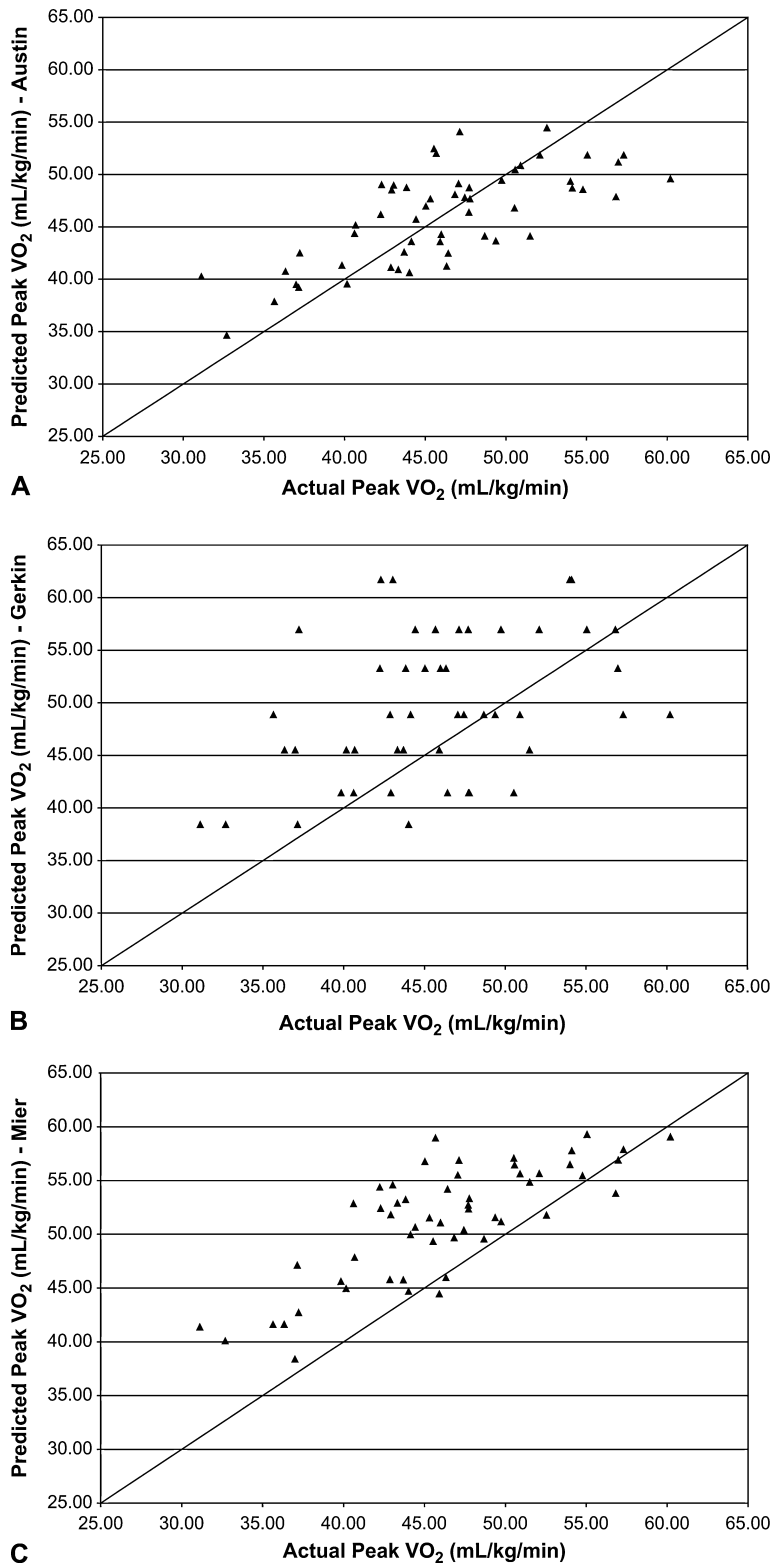 Predicted Peak VO2 (mL/kg/min) - Austin
65.00
60.00
55.00
50.00
45.00
40.00
35.00
30.00
25.00
25.00 30.00 35.00 40.00 45.00 50.00 55.00 60.00 65.00
Actual Peak VO2 (mL/kg/min)
A
Predicted Peak VO2 (mL/kg/min) - Gerkin
65.00
60.00
55.00
50.00
45.00
40.00
35.00
30.00
25.00
25.00 30.00 35.00 40.00 45.00 50.00 55.00 60.00 65.00
Actual Peak VO2 (mL/kg/min)
B
Predicted Peak VO2 (mL/kg/min) - Mier
65.00
60.00
55.00
50.00
45.00
40.00
35.00
30.00
25.00
25.00 30.00 35.00 40.00 45.00 50.00 55.00 60.00 65.00
Actual Peak VO2 (mL/kg/min)
C